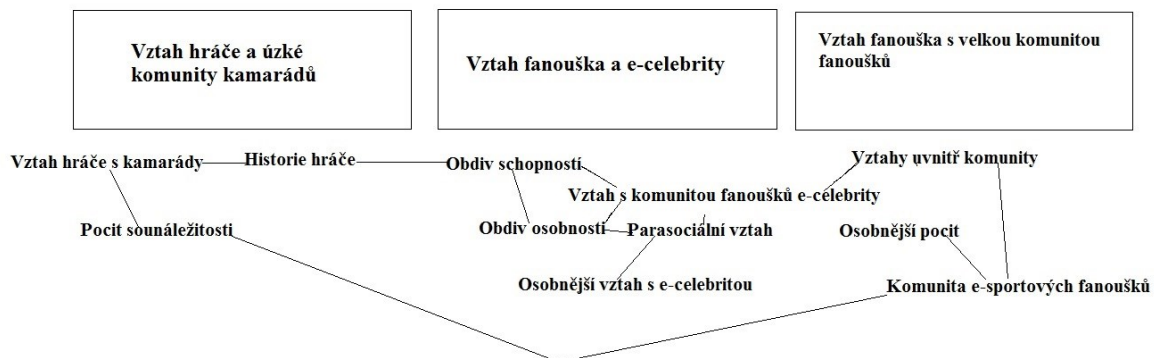 Vztah hráče a úzké
komunity kamarádů
Vztah fanouška a e-celebrity
Vztah fanouška s velkou komunitou
fanoušků
Vztah hráče s kamarády
Historie hráče
Obdiv schopností
Vztahy uvnitř komunity
Vztah s komunitou fanoušků e-celebrity
Pocit sounáležitosti
Obdiv osobnosti
Parasociální vztah
Osobnější pocit
Osobnější vztah s e-celebritou
Komunita e-sportových fanoušků